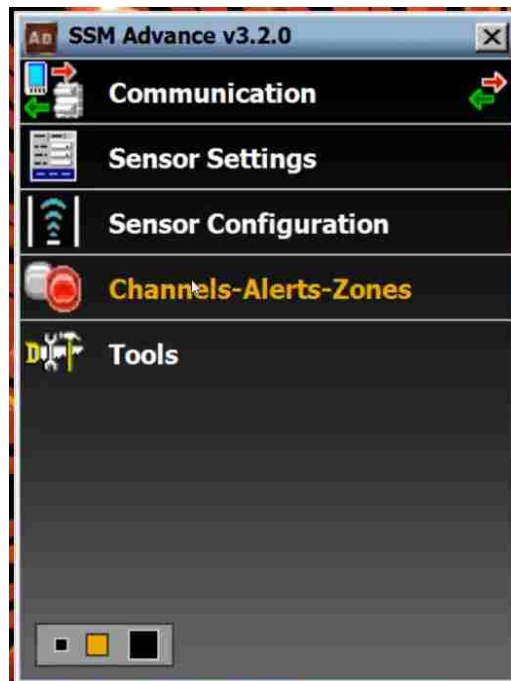 AD SSM Advance v3.2.0
Communication
Sensor Settings
Sensor Configuration
Channels-Alerts-Zones
Tools